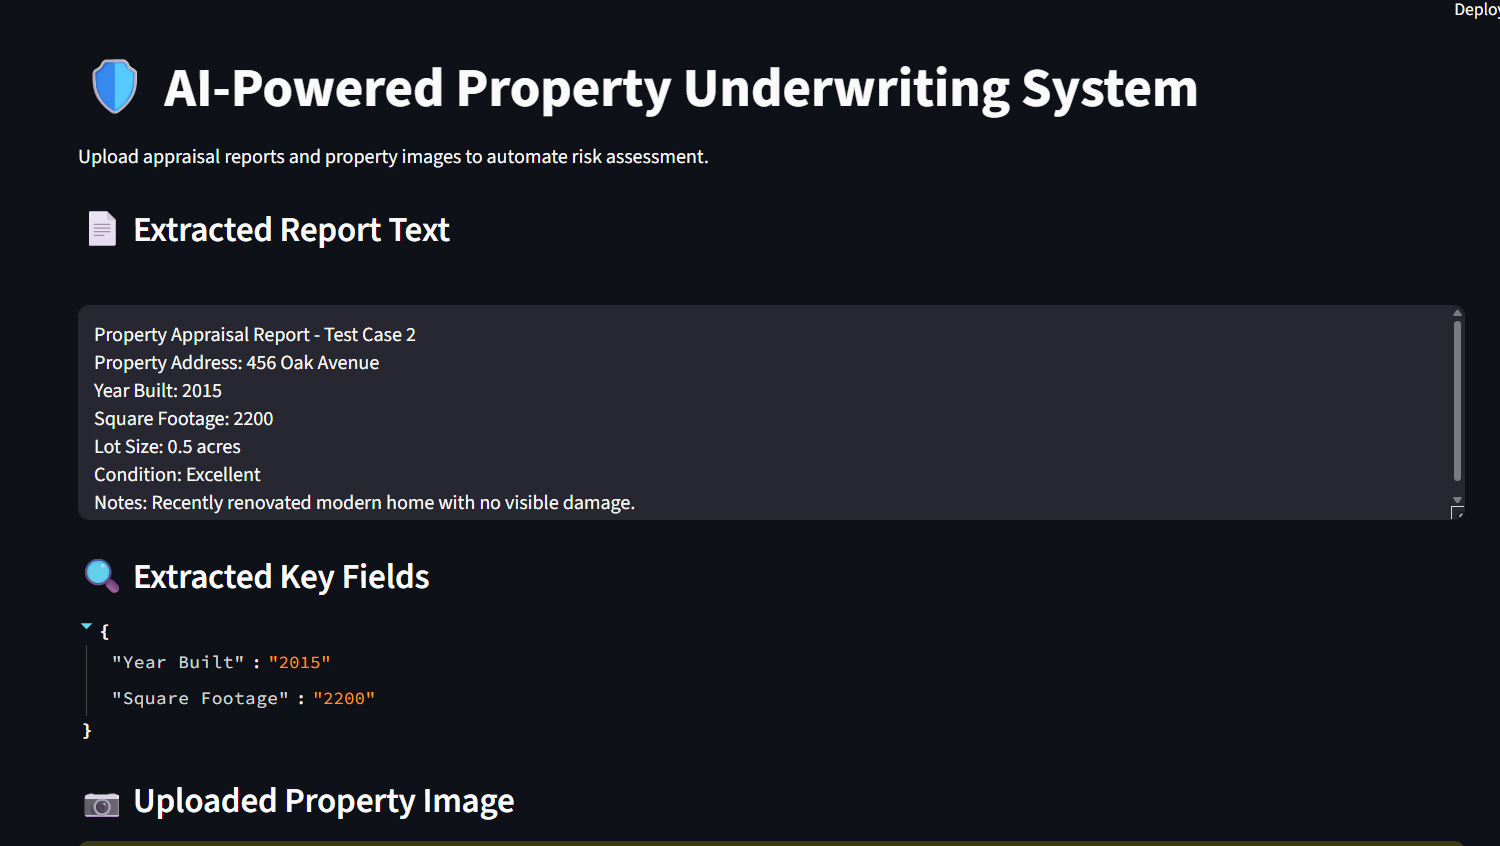 Deploy
AI-Powered Property Underwriting System
Upload appraisal reports and property images to automate risk assessment.
Extracted Report Text
Property Appraisal Report - Test Case 2
Property Address: 456 Oak Avenue
Year Built: 2015
Square Footage: 2200
Lot Size: 0.5 acres
Condition: Excellent
Notes: Recently renovated modern home with no visible damage.
Extracted Key Fields
{
"Year Built" : "2015"
"Square Footage" : "2200"
}
Uploaded Property Image